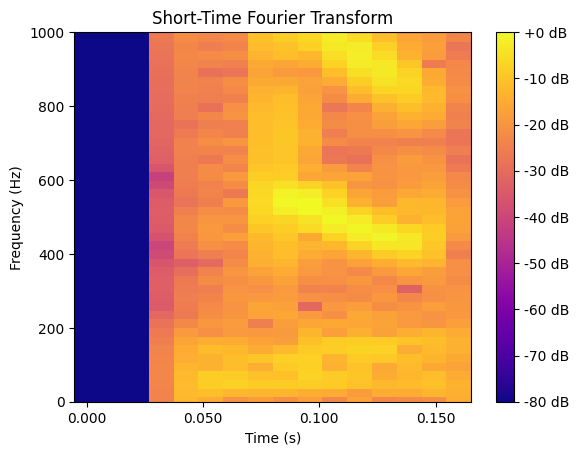 Short-Time Fourier Transform
1000
800
600
400
200
0
Frequency (Hz)
0.000
0.050
0.100
0.150
Time (s)
+0 dB
-10 dB
-20 dB
-30 dB
-40 dB
-50 dB
-60 dB
-70 dB
-80 dB